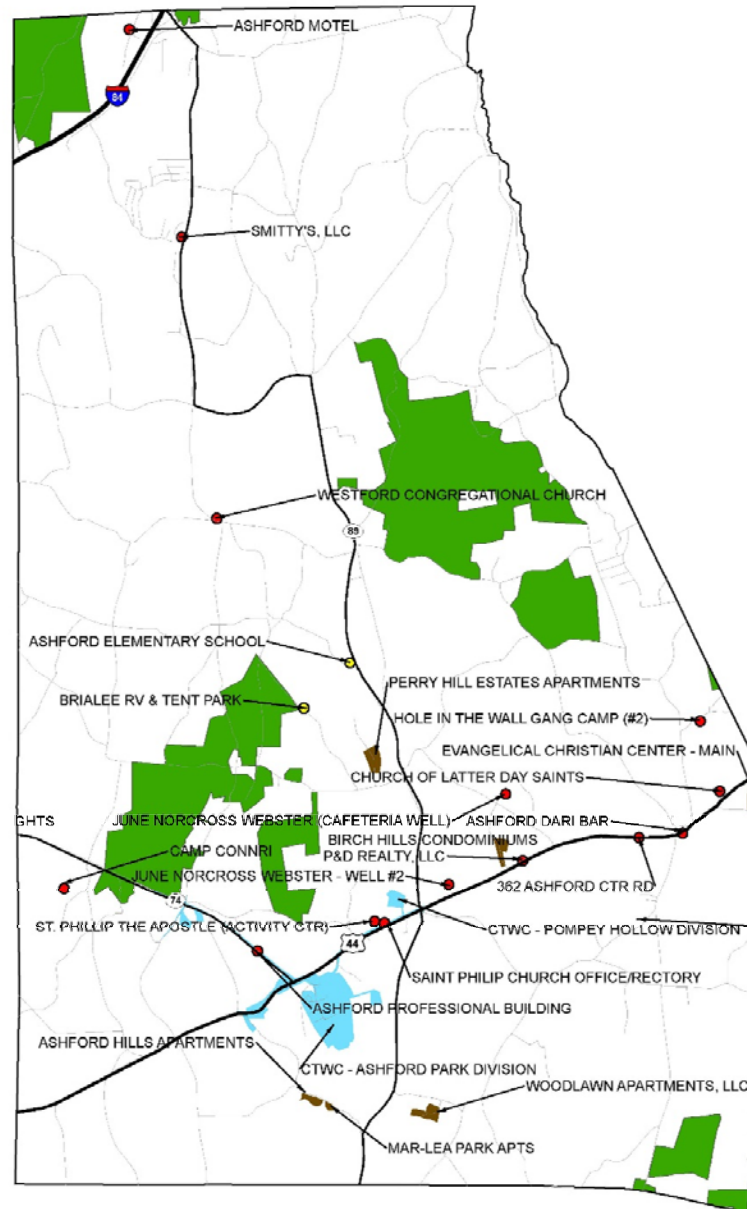 ASHFORD MOTEL
84
SMITTY'S, LLC
WESTFORD CONGREGATIONAL CHURCH
89
ASHFORD ELEMENTARY SCHOOL
PERRY HILL ESTATES APARTMENTS
BRIALEE RV & TENT PARK
HOLE IN THE WALL GANG CAMP (#2)
EVANGELICAL CHRISTIAN CENTER - MAIN
CHURCH OF LATTER DAY SAINTS
JUNE NORCROSS WEBSTER (CAFETERIA WELL)
ASHFORD DARI BAR
GHTS
BIRCH HILLS CONDOMINIUMS
CAMP CONNRI
P&D REALTY, LLC
JUNE NORCROSS WEBSTER - WELL #2
362 ASHFORD CTR RD
74
ST. PHILLIP THE APOSTLE (ACTIVITY CTR)
CTWC - POMPEY HOLLOW DIVISION
44
SAINT PHILIP CHURCH OFFICE/RECTORY
ASHFORD PROFESSIONAL BUILDING
ASHFORD HILLS APARTMENTS
CTWC - ASHFORD PARK DIVISION
WOODLAWN APARTMENTS, LLC
MAR-LEA PARK APTS